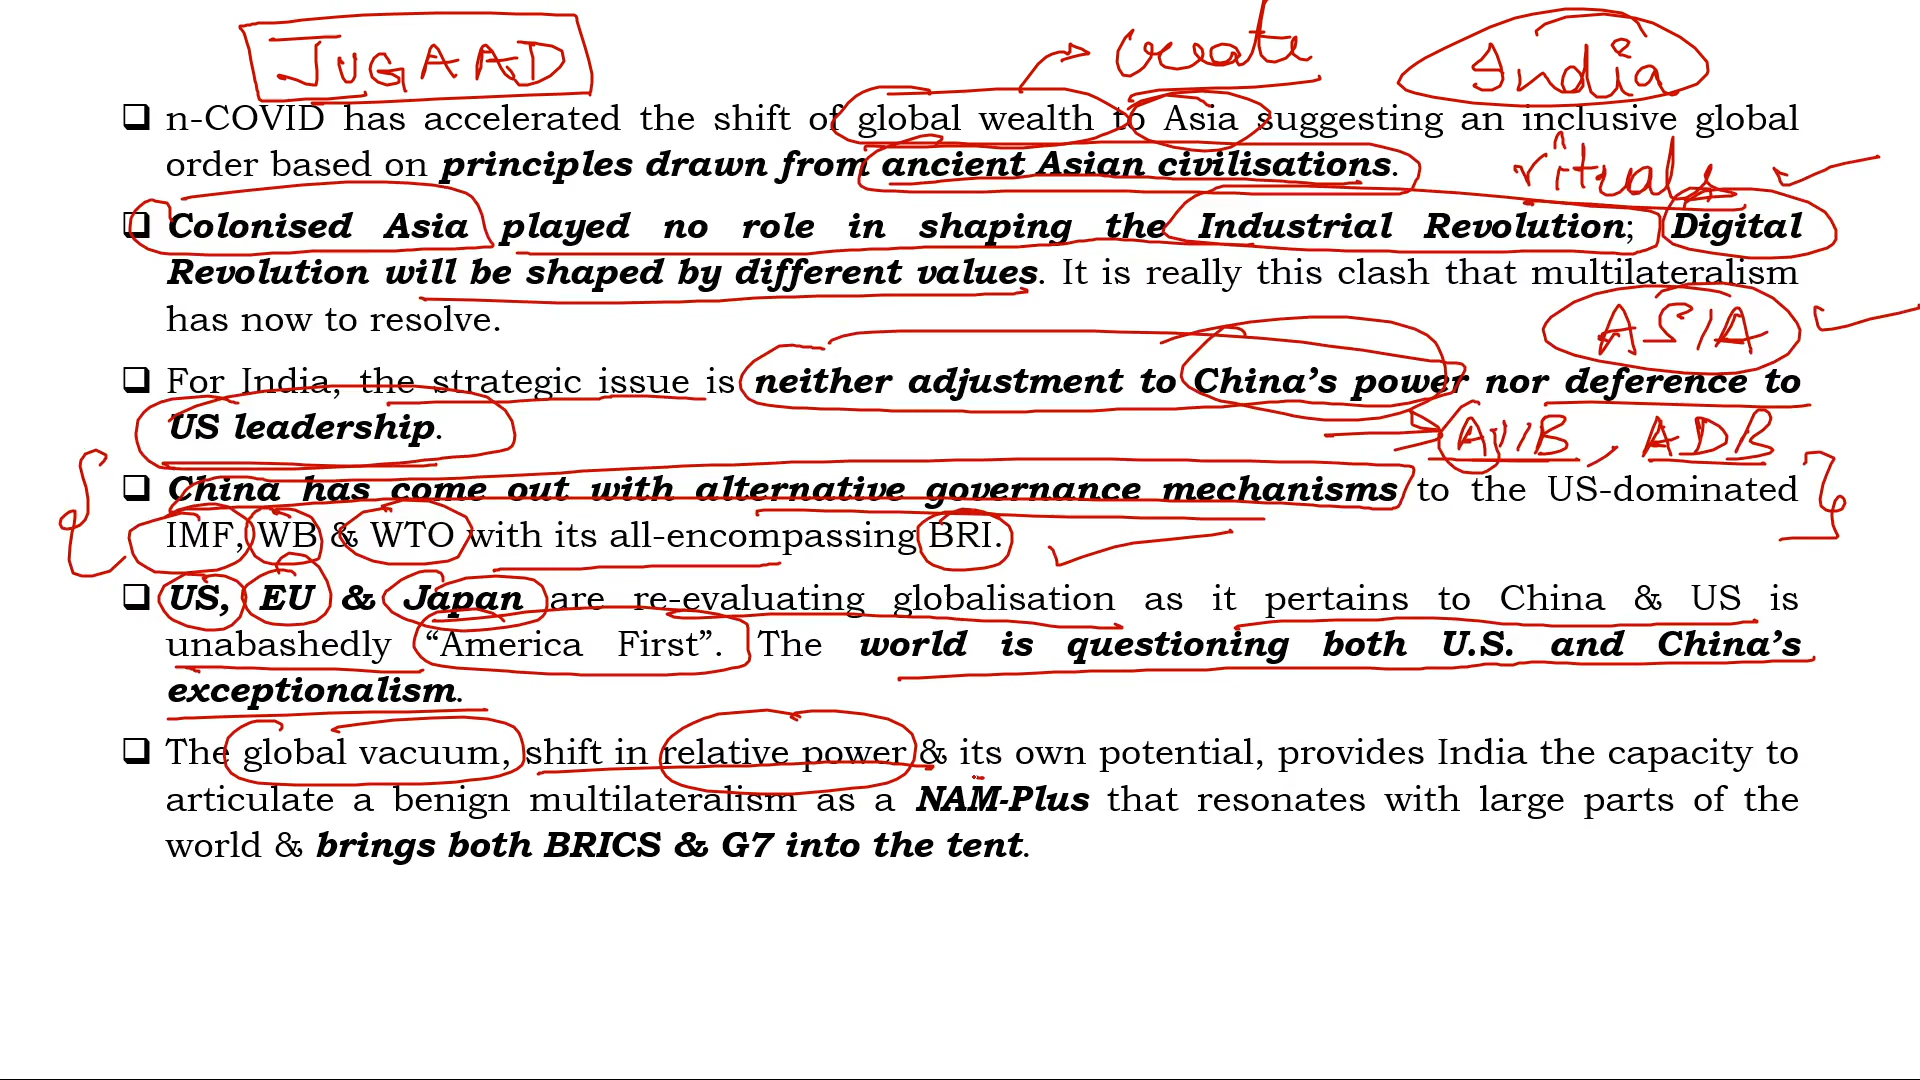 JUGAAD create India
❑ n-COVID has accelerated the shift of global wealth to Asia suggesting an inclusive global
order based on principles drawn from ancient Asian civilisations.
rituals
❑ Colonised Asia played no role in shaping the Industrial Revolution; Digital
Revolution will be shaped by different values. It is really this clash that multilateralism
has now to resolve.
ASIA
❑ For India, the strategic issue is neither adjustment to China’s power nor deference to
US leadership.
AIIB, ADB
❑ China has come out with alternative governance mechanisms to the US-dominated
IMF, WB & WTO with its all-encompassing BRI.
❑ US, EU & Japan are re-evaluating globalisation as it pertains to China & US is
unabashedly “America First”. The world is questioning both U.S. and China’s
exceptionalism.
❑ The global vacuum, shift in relative power & its own potential, provides India the capacity to
articulate a benign multilateralism as a NAM-Plus that resonates with large parts of the
world & brings both BRICS & G7 into the tent.